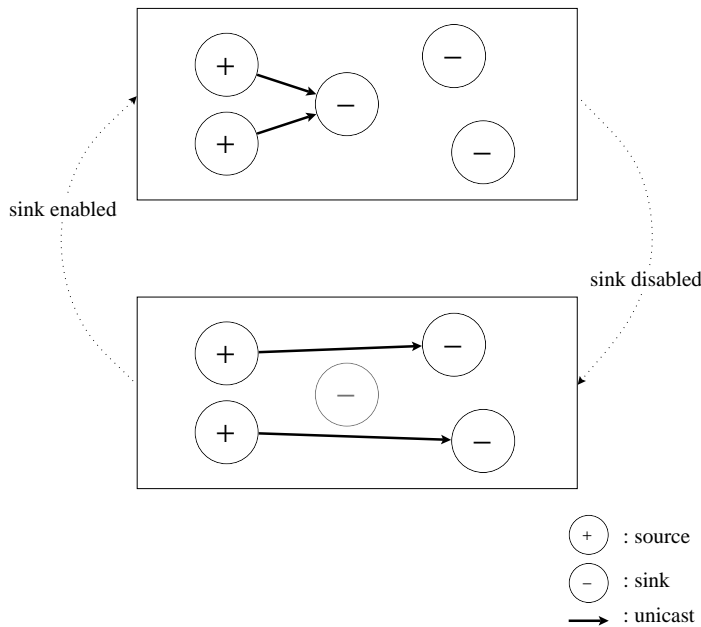 +
−
−
+
−
sink enabled
sink disabled
+
−
−
+
−
+ : source
− : sink
: unicast